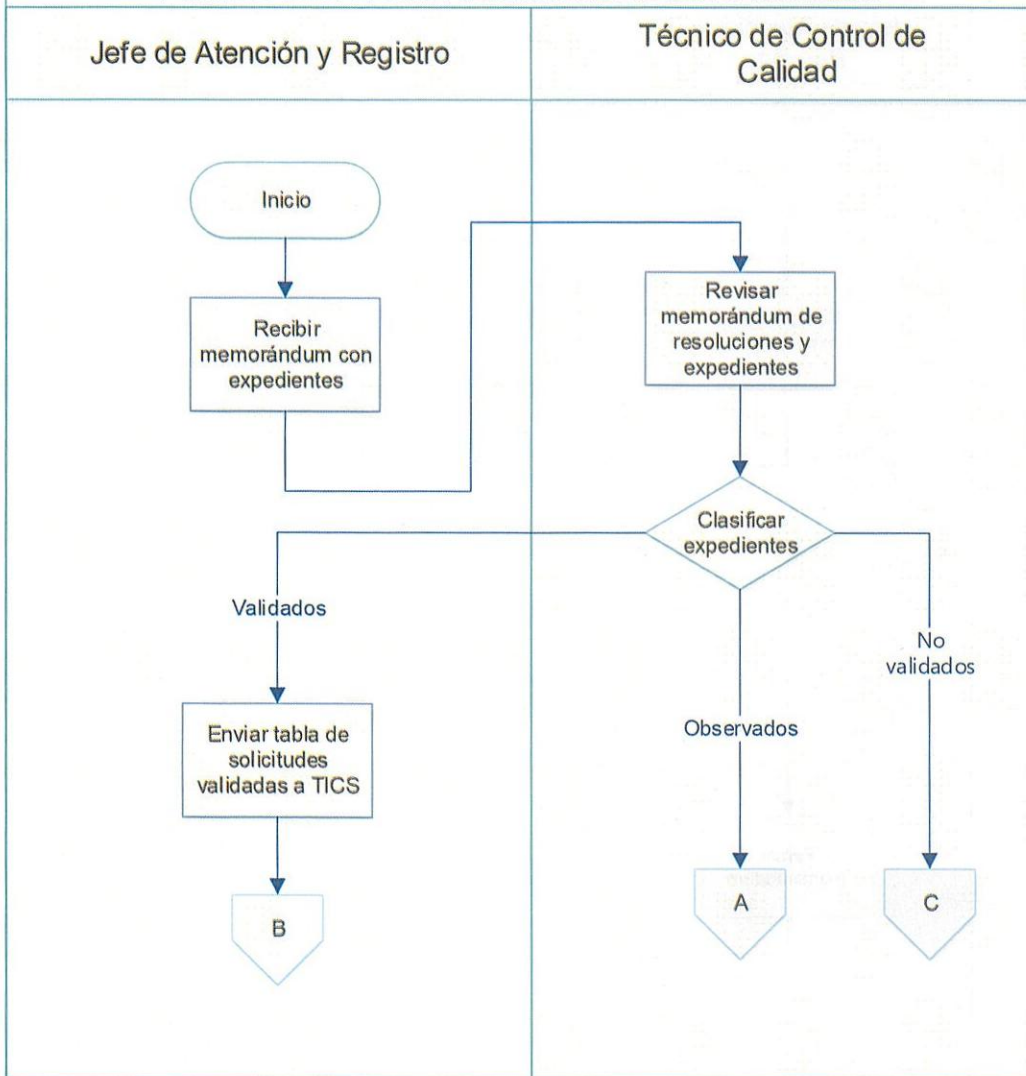 Jefe de Atención y Registro
Técnico de Control de
Calidad
Inicio
Recibir
memorándum con
expedientes
Revisar
memorándum de
resoluciones y
expedientes
Clasificar
expedientes
Validados
No
validados
Observados
Enviar tabla de
solicitudes
validadas a TICS
B
A
C